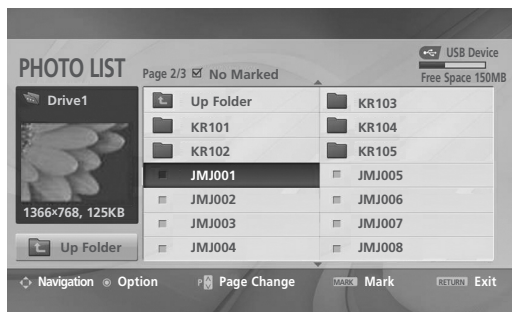 USB Device
PHOTO LIST
Page 2/3 No Marked
Free Space 150MB
Drive1
1366×768, 125KB
Up Folder
Up Folder
KR101
KR102
JMJ001
JMJ002
JMJ003
JMJ004
KR103
KR104
KR105
JMJ005
JMJ006
JMJ007
JMJ008
Navigation Option P Page Change MARK Mark RETURN Exit